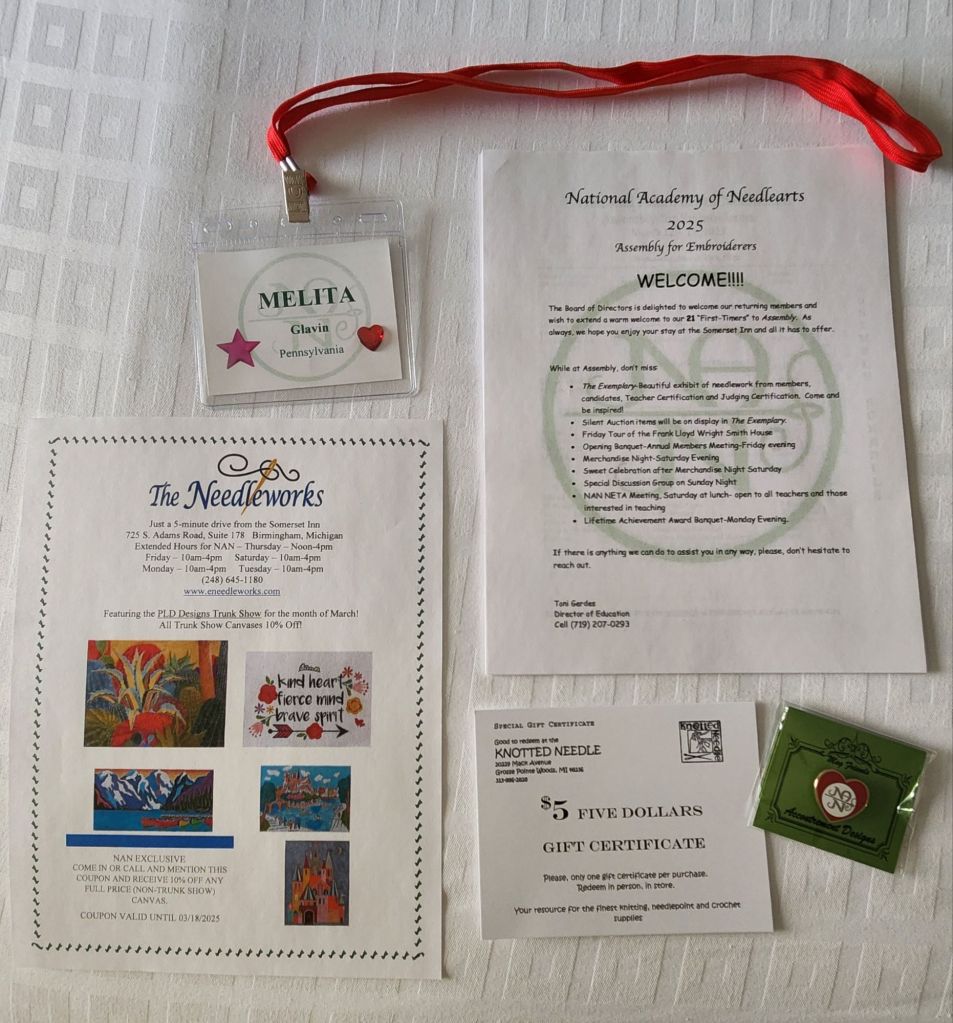 MELITA
Glavin
Pennsylvania
National Academy of Needlearts
2025
Assembly for Embroiderers
WELCOME!!!!
The Board of Directors is delighted to welcome our returning members and
wish to extend a warm welcome to our 21 "First-Timers" to Assembly. As
always, we hope you enjoy your stay at the Somerset Inn and all it has to offer.
While at Assembly, don't miss:
• The Exemplary-Beautiful exhibit of needlework from members,
candidates, Teacher Certification and Judging Certification. Come and
be inspired!
• Silent Auction items will be on display in The Exemplary.
• Friday Tour of the Frank Lloyd Wright Smith House
• Opening Banquet-Annual Members Meeting-Friday evening
• Merchandise Night-Saturday Evening
• Sweet Celebration after Merchandise Night Saturday
• Special Discussion Group on Sunday Night
• NAN NETA Meeting, Saturday at lunch- open to all teachers and those
interested in teaching
• Lifetime Achievement Award Banquet-Monday Evening.
If there is anything we can do to assist you in any way, please, don't hesitate to
reach out.
Toni Gerdes
Director of Education
Cell (719) 207-0293
The Needleworks
Just a 5-minute drive from the Somerset Inn
725 S. Adams Road, Suite 178 Birmingham, Michigan
Extended Hours for NAN – Thursday – Noon-4pm
Friday – 10am-4pm Saturday – 10am-4pm
Monday – 10am-4pm Tuesday – 10am-4pm
(248) 645-1180
www.eneedleworks.com
Featuring the PLD Designs Trunk Show for the month of March!
All Trunk Show Canvases 10% Off!
kind heart
fierce mind
brave spirit
NAN EXCLUSIVE
COME IN OR CALL AND MENTION THIS
COUPON AND RECEIVE 10% OFF ANY
FULL PRICE (NON-TRUNK SHOW)
CANVAS.
COUPON VALID UNTIL 03/18/2025
SPECIAL GIFT CERTIFICATE
Good to redeem at the
KNOTTED NEEDLE
20229 Mack Avenue
Grosse Pointe Woods, MI 48236
knotted
$5 FIVE DOLLARS
GIFT CERTIFICATE
Please, only one gift certificate per purchase.
Redeem in person, in store.
Your resource for the finest knitting, needlepoint and crochet
supplies
My Friends
Accoutrement Designs